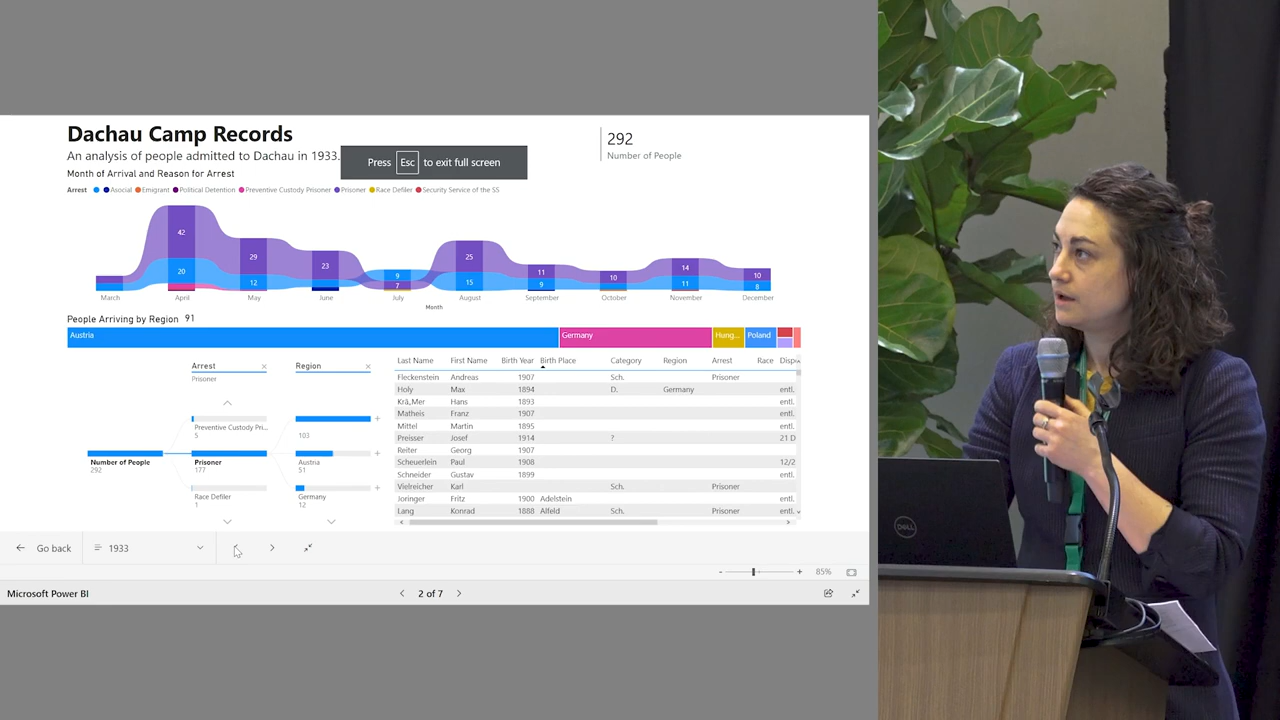 Dachau Camp Records
An analysis of people admitted to Dachau in 1933.
Press Esc to exit full screen
292
Number of People
Month of Arrival and Reason for Arrest
Arrest Asocial Emigrant Political Detention Preventive Custody Prisoner Prisoner Race Defiler Security Service of the SS
42
20
29
12
23
9
7
25
15
11
9
10
14
11
10
8
March April May June July August September October November December
Month
People Arriving by Region 91
Austria Germany Hung... Poland
Arrest
Prisoner
Region
Preventive Custody Pri...
5
Number of People
292
Prisoner
177
Race Defiler
1
103
Austria
51
Germany
12
Last Name First Name Birth Year Birth Place Category Region Arrest Race
Fleckenstein Andreas 1907 Sch. Prisoner
Holy Max 1894 D. Germany entl.
Krã,Mer Hans 1893 entl.
Matheis Franz 1907 entl.
Mittel Martin 1895 entl.
Preisser Josef 1914 ? 21 D
Reiter Georg 1907 entl.
Scheuerlein Paul 1908 12/2
Schneider Gustav 1899 entl.
Vielreicher Karl Sch. Prisoner
Joringer Fritz 1900 Adelstein entl.
Lang Konrad 1888 Alfeld Sch. Prisoner entl.
Go back 1933
- + 85%
Microsoft Power BI 2 of 7
DELL